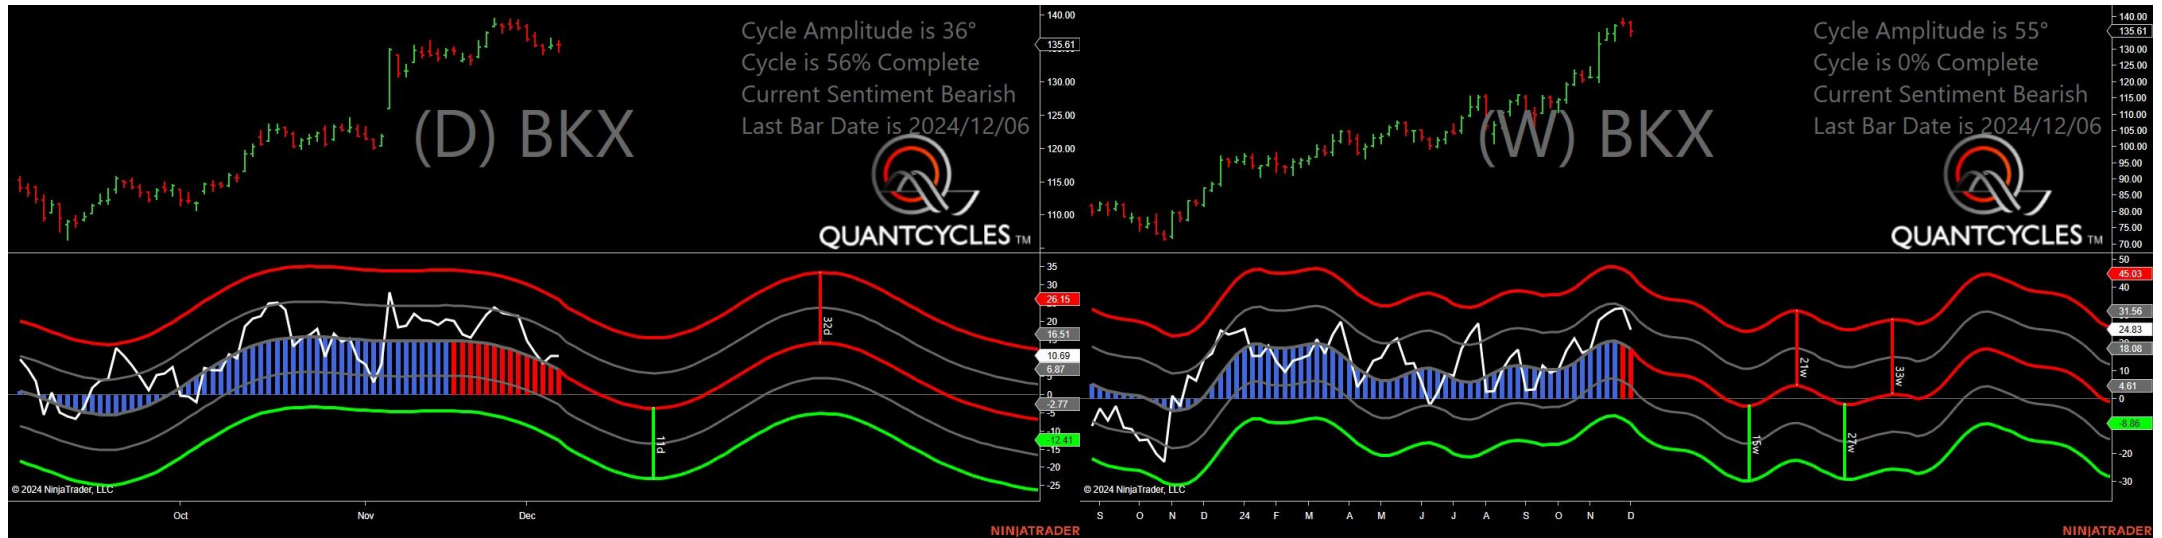 Cycle Amplitude is 36°
Cycle is 56% Complete
Current Sentiment Bearish
Last Bar Date is 2024/12/06
(D) BKX
QUANTCYCLES TM
140.00
135.61
130.00
125.00
120.00
115.00
110.00
35
30
26.15
20
16.51
10.69
6.87
5
0
-2.77
-5
-10
-12.41
-15
-20
-25
32d
11d
© 2024 NinjaTrader, LLC
Oct Nov Dec
NINJATRADER
Cycle Amplitude is 55°
Cycle is 0% Complete
Current Sentiment Bearish
Last Bar Date is 2024/12/06
(W) BKX
QUANTCYCLES TM
140.00
135.61
130.00
125.00
120.00
115.00
110.00
105.00
100.00
95.00
90.00
85.00
80.00
75.00
70.00
50
45.03
40
31.56
24.83
18.08
4.61
0
-8.86
-20
-30
21w
33w
15w
27w
© 2024 NinjaTrader, LLC
S O N D 24 F M A M J J A S O N D
NINJATRADER